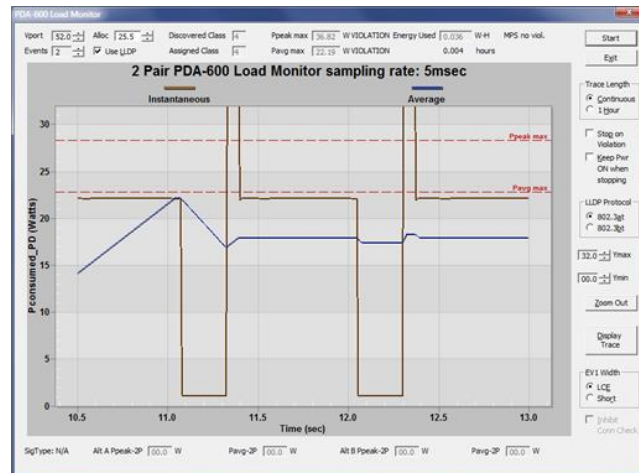 PDA-600 Load Monitor
Vport 52.0 Alloc 25.5 Discovered Class 4 Ppeak max 36.82 W VIOLATION Energy Used 0.036 W-H MPS no viol.
Events 2 Use LLDP Assigned Class 4 Pavg max 22.19 W VIOLATION 0.004 hours
Start
Exit
2 Pair PDA-600 Load Monitor sampling rate: 5msec
Instantaneous Average
Trace Length
Continuous
1 Hour
Stop on
Violation
Keep Pwr
ON when
stopping
LLDP Protocol
802.3at
802.3bt
32.0 Ymax
00.0 Ymin
Zoom Out
Display
Trace
EV1 Width
LCE
Short
Inhibit
Conn Check
Ppeak max
Pavg max
Pconsumed_PD (Watts)
30
25
20
15
10
5
0
10.5 11.0 11.5 12.0 12.5 13.0
Time (sec)
SigType: N/A Alt A Ppeak-2P 00.0 W Pavg-2P 00.0 W Alt B Ppeak-2P 00.0 W Pavg-2P 00.0 W